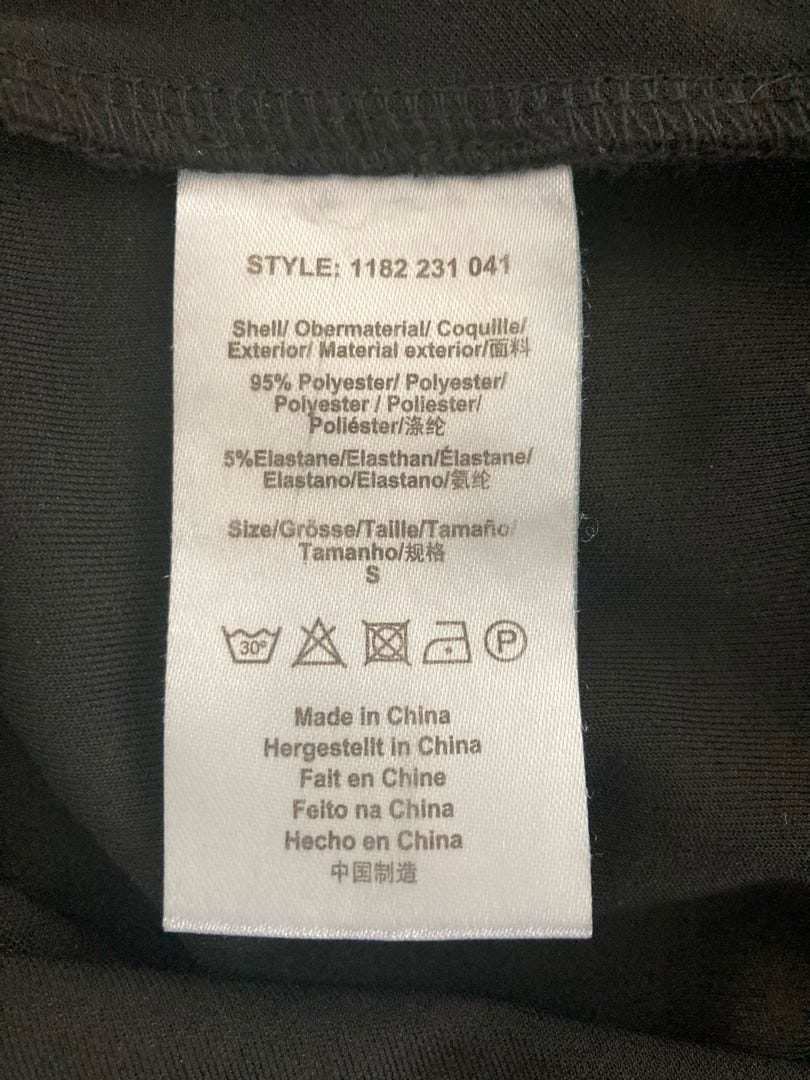 STYLE: 1182 231 041
Shell/ Obermaterial/ Coquille/
Exterior/ Material exterior/面料
95% Polyester/ Polyester/
Polyester / Poliester/
Poliéster/涤纶
5%Elastane/Elasthan/Élastane/
Elastano/Elastano/氨纶
Size/Grösse/Taille/Tamaño/
Tamanho/规格
S
30°
P
Made in China
Hergestellt in China
Fait en Chine
Feito na China
Hecho en China
中国制造